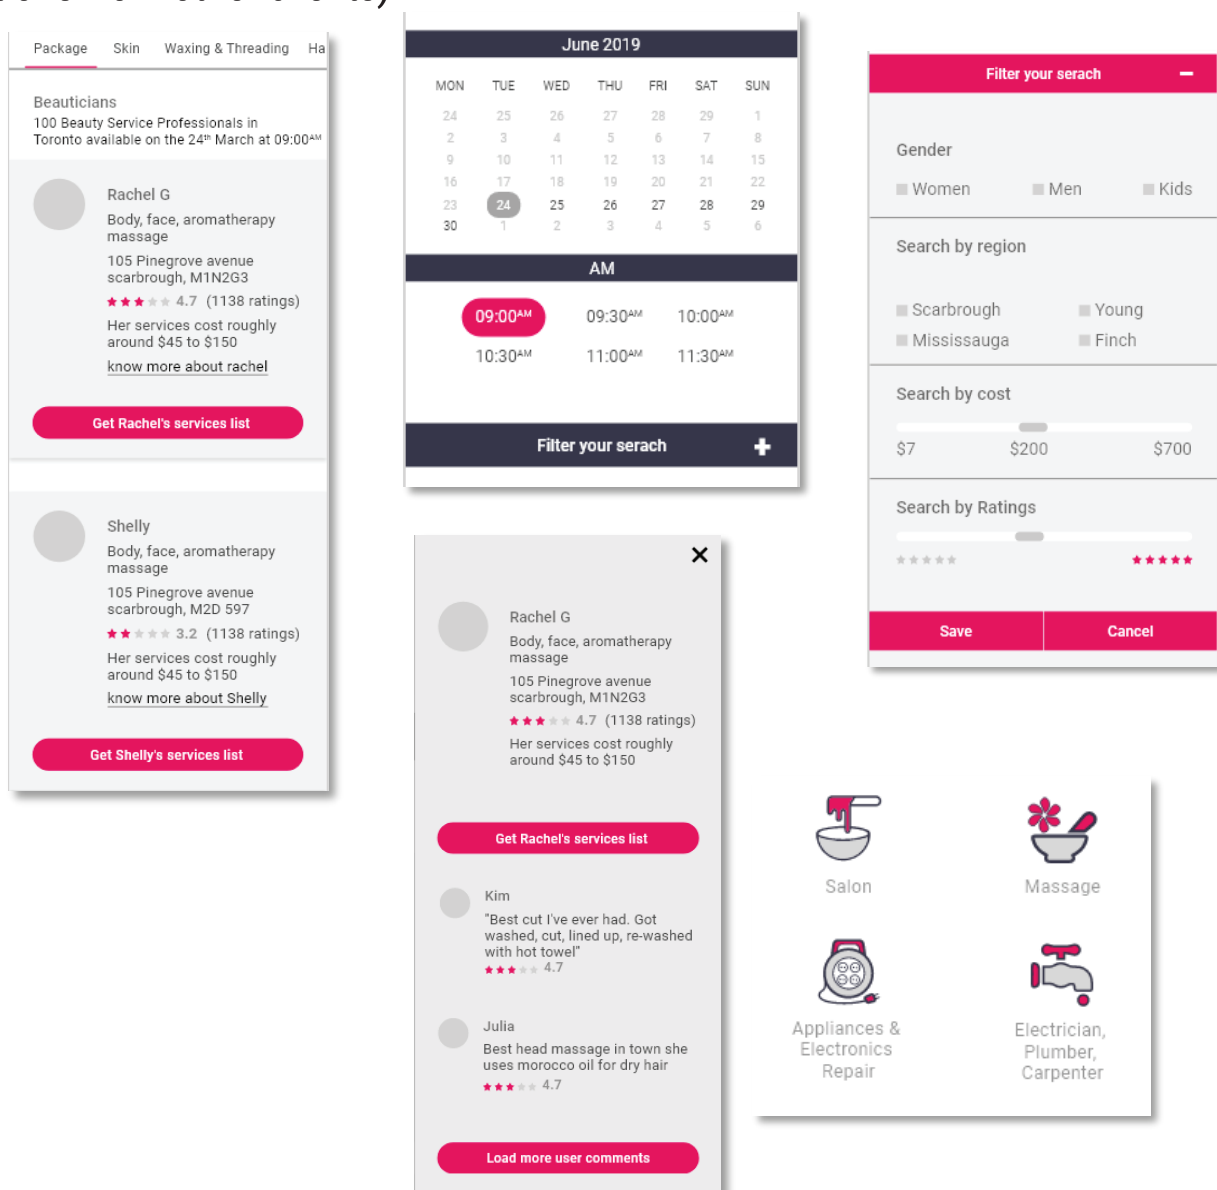 Package Skin Waxing & Threading Ha
Beauticians
100 Beauty Service Professionals in
Toronto available on the 24th March at 09:00AM
Rachel G
Body, face, aromatherapy
massage
105 Pinegrove avenue
scarbrough, M1N2G3
4.7 (1138 ratings)
Her services cost roughly
around $45 to $150
know more about rachel
Get Rachel's services list
Shelly
Body, face, aromatherapy
massage
105 Pinegrove avenue
scarbrough, M2D 597
3.2 (1138 ratings)
Her services cost roughly
around $45 to $150
know more about Shelly
Get Shelly's services list
June 2019
MON TUE WED THU FRI SAT SUN
24 25 26 27 28 29 1
2 3 4 5 6 7 8
9 10 11 12 13 14 15
16 17 18 19 20 21 22
23 24 25 26 27 28 29
30 1 2 3 4 5 6
AM
09:00AM 09:30AM 10:00AM
10:30AM 11:00AM 11:30AM
Filter your serach
Rachel G
Body, face, aromatherapy
massage
105 Pinegrove avenue
scarbrough, M1N2G3
4.7 (1138 ratings)
Her services cost roughly
around $45 to $150
Get Rachel's services list
Kim
"Best cut I've ever had. Got
washed, cut, lined up, re-washed
with hot towel"
4.7
Julia
Best head massage in town she
uses morocco oil for dry hair
4.7
Load more user comments
Filter your serach
Gender
Women Men Kids
Search by region
Scarbrough Young
Mississauga Finch
Search by cost
$7 $200 $700
Search by Ratings
Save Cancel
Salon Massage
Appliances &
Electronics
Repair
Electrician,
Plumber,
Carpenter